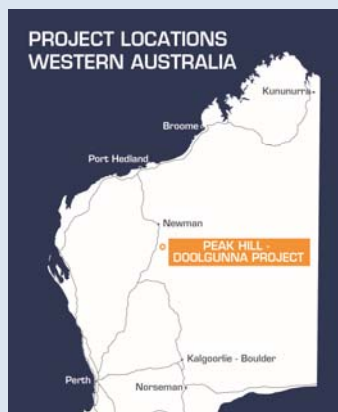 PROJECT LOCATIONS
WESTERN AUSTRALIA
Kununurra
Broome
Port Hedland
Newman
PEAK HILL -
DOOLGUNNA PROJECT
Kalgoorlie - Boulder
Perth
Norseman